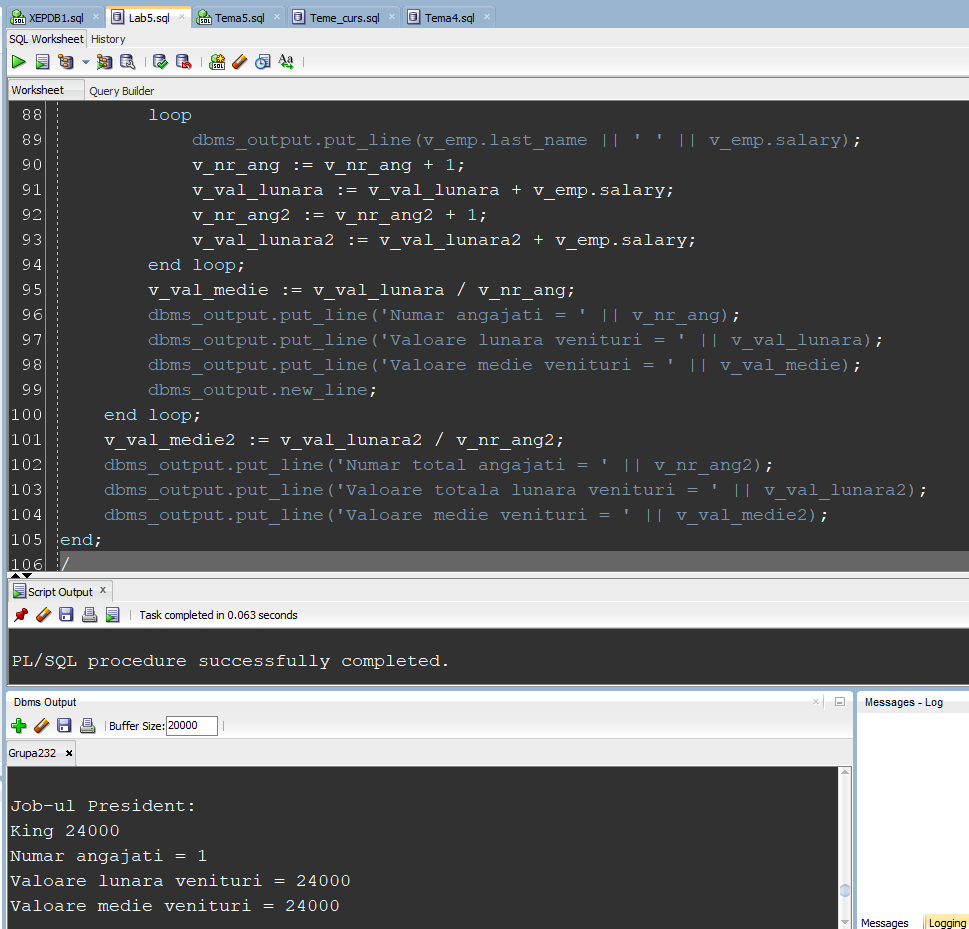 XEPDB1.sql × Lab5.sql × Tema5.sql × Teme_curs.sql × Tema4.sql ×
SQL Worksheet History
Aa
Worksheet Query Builder
88 loop
89 dbms_output.put_line(v_emp.last_name || ' ' || v_emp.salary);
90 v_nr_ang := v_nr_ang + 1;
91 v_val_lunara := v_val_lunara + v_emp.salary;
92 v_nr_ang2 := v_nr_ang2 + 1;
93 v_val_lunara2 := v_val_lunara2 + v_emp.salary;
94 end loop;
95 v_val_medie := v_val_lunara / v_nr_ang;
96 dbms_output.put_line('Numar angajati = ' || v_nr_ang);
97 dbms_output.put_line('Valoare lunara venituri = ' || v_val_lunara);
98 dbms_output.put_line('Valoare medie venituri = ' || v_val_medie);
99 dbms_output.new_line;
100 end loop;
101 v_val_medie2 := v_val_lunara2 / v_nr_ang2;
102 dbms_output.put_line('Numar total angajati = ' || v_nr_ang2);
103 dbms_output.put_line('Valoare totala lunara venituri = ' || v_val_lunara2);
104 dbms_output.put_line('Valoare medie venituri = ' || v_val_medie2);
105 end;
106 /
Script Output ×
Task completed in 0.063 seconds
PL/SQL procedure successfully completed.
Dbms Output
Buffer Size: 20000
Grupa232 ×
Job-ul President:
King 24000
Numar angajati = 1
Valoare lunara venituri = 24000
Valoare medie venituri = 24000
Messages - Log
Messages Logging